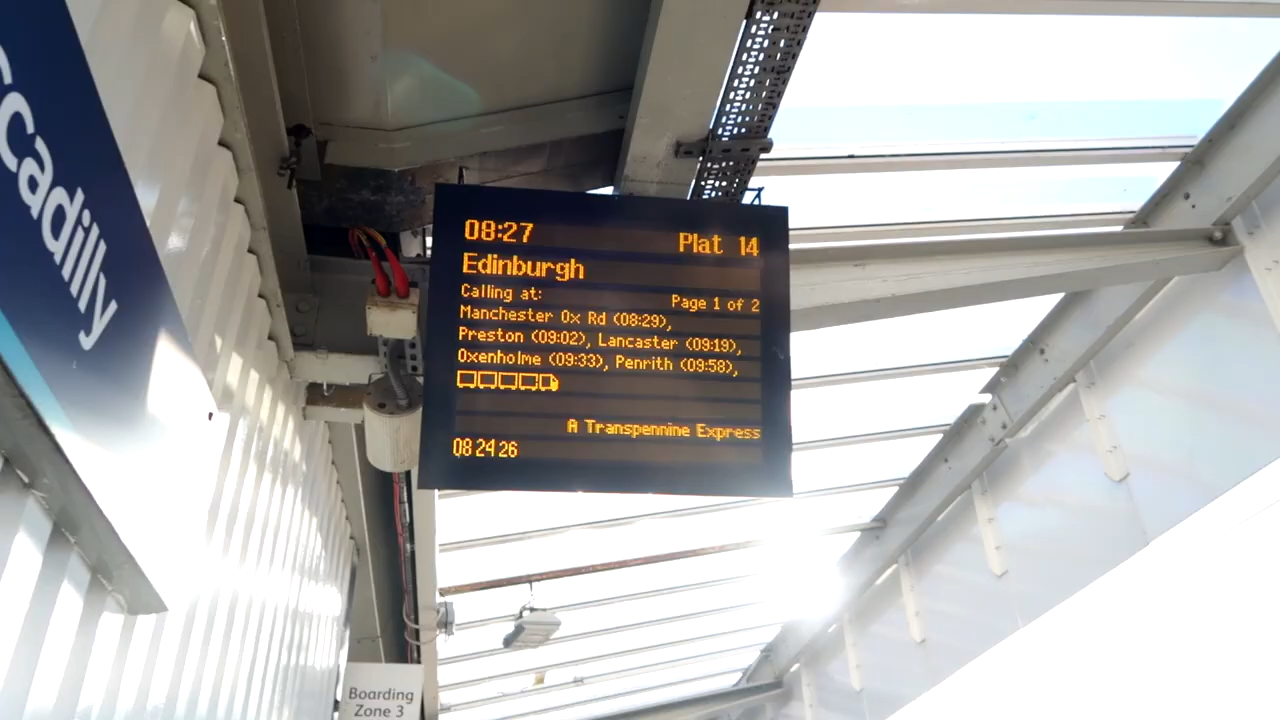 ccadilly
08:27 Plat 14
Edinburgh
Calling at: Page 1 of 2
Manchester Ox Rd (08:29),
Preston (09:02), Lancaster (09:19),
Oxenholme (09:33), Penrith (09:58),
A Transpennine Express
08 24 26
Boarding
Zone 3